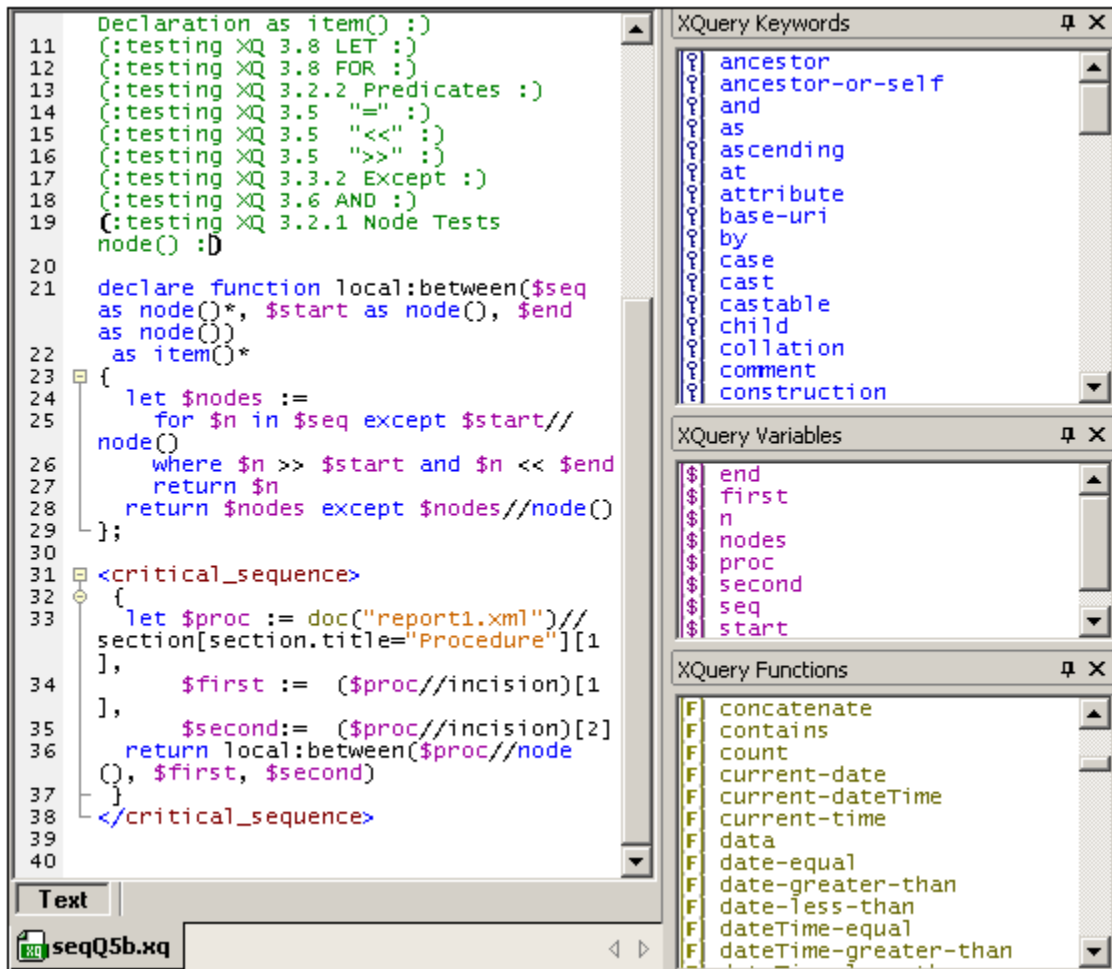 Declaration as item() :)
11 (:testing XQ 3.8 LET :)
12 (:testing XQ 3.8 FOR :)
13 (:testing XQ 3.2.2 Predicates :)
14 (:testing XQ 3.5  "=" :)
15 (:testing XQ 3.5  "<<" :)
16 (:testing XQ 3.5  ">>" :)
17 (:testing XQ 3.3.2 Except :)
18 (:testing XQ 3.6 AND :)
19 (:testing XQ 3.2.1 Node Tests
node() :)
20
21 declare function local:between($seq
as node()*, $start as node(), $end
as node())
22  as item()*
23 {
24   let $nodes :=
25     for $n in $seq except $start//
node()
26     where $n >> $start and $n << $end
27     return $n
28   return $nodes except $nodes//node()
29 };
30
31 <critical_sequence>
32  {
33   let $proc := doc("report1.xml")//
section[section.title="Procedure"][1
],
34       $first :=  ($proc//incision)[1
],
35       $second:=  ($proc//incision)[2]
36   return local:between($proc//node
(), $first, $second)
37  }
38 </critical_sequence>
39
40
Text
seqQ5b.xq
XQuery Keywords
ancestor
ancestor-or-self
and
as
ascending
at
attribute
base-uri
by
case
cast
castable
child
collation
comment
construction
XQuery Variables
$ end
$ first
$ n
$ nodes
$ proc
$ second
$ seq
$ start
XQuery Functions
F concatenate
F contains
F count
F current-date
F current-dateTime
F current-time
F data
F date-equal
F date-greater-than
F date-less-than
F dateTime-equal
F dateTime-greater-than